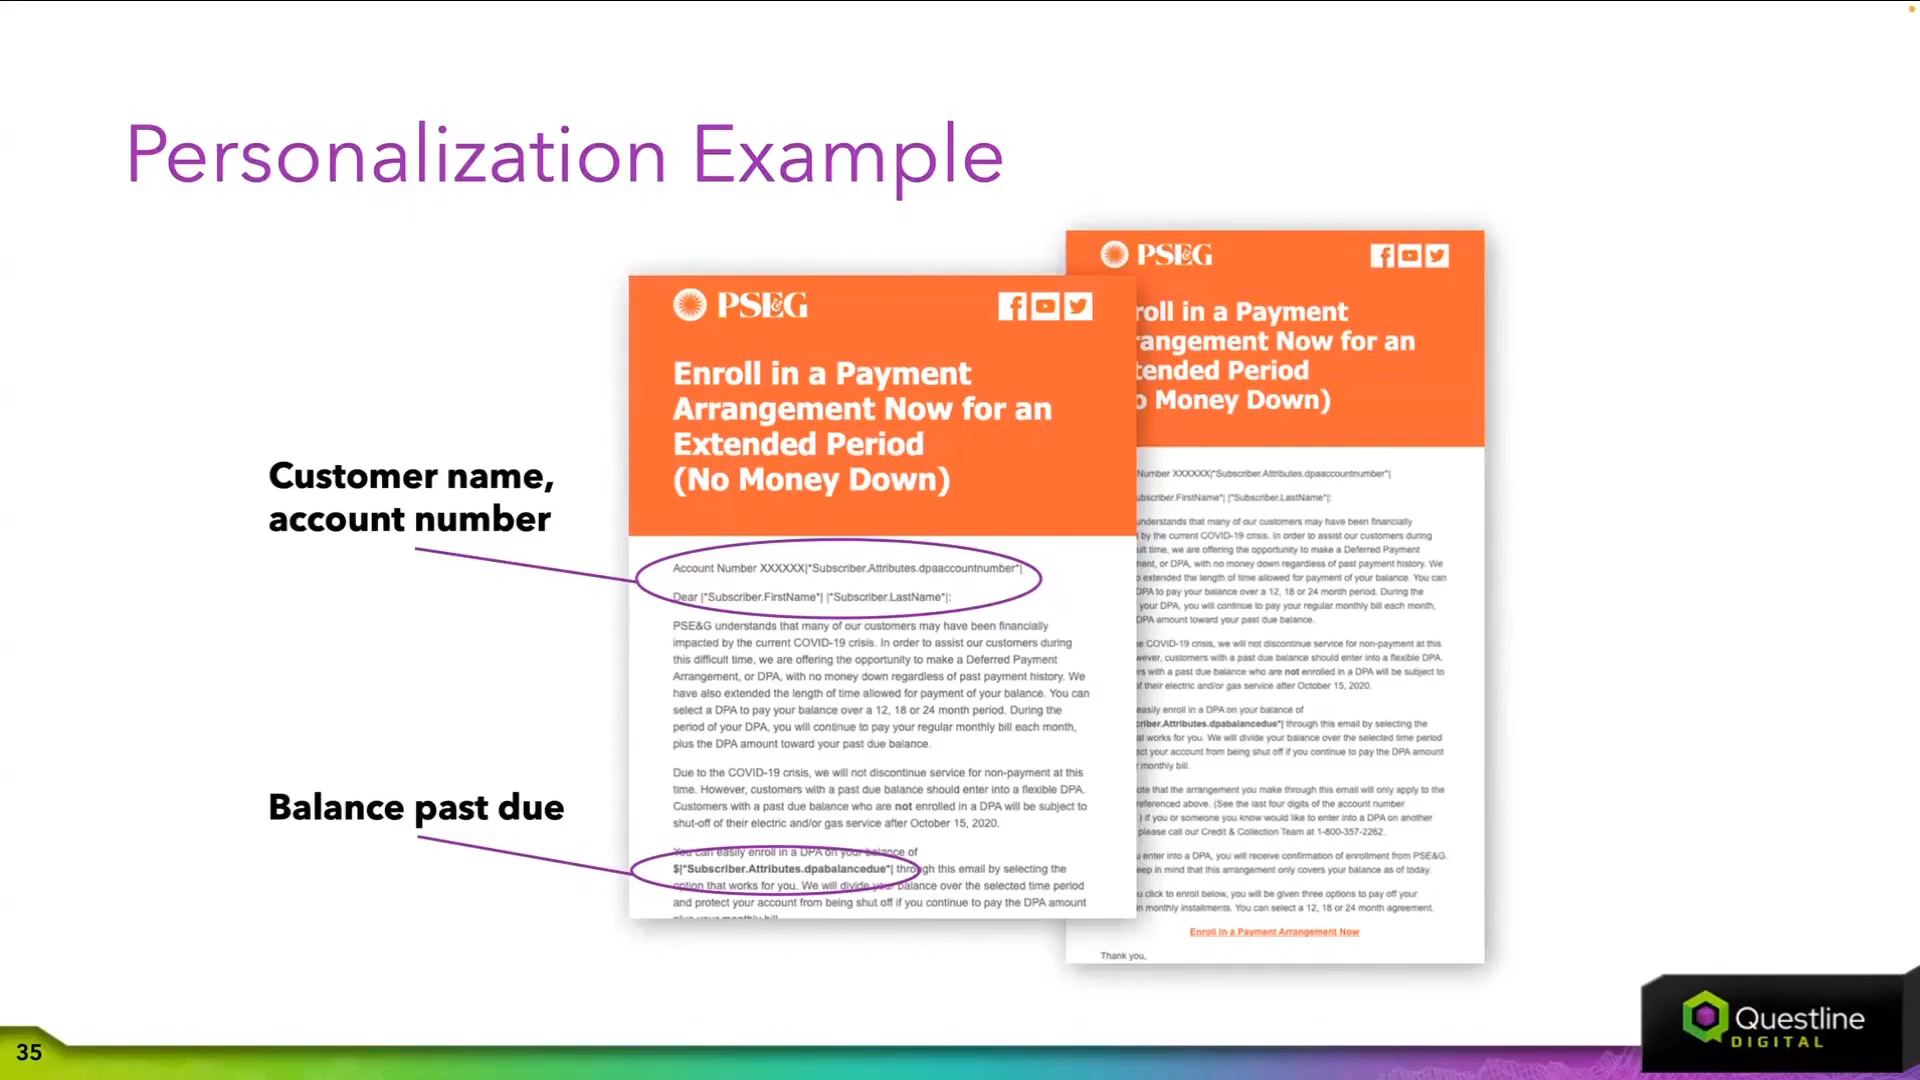 Personalization Example
Customer name,
account number
Balance past due
PSE&G
Enroll in a Payment
Arrangement Now for an
Extended Period
(No Money Down)
Account Number XXXXXX|*Subscriber.Attributes.dpaaccountnumber*|
Dear |*Subscriber.FirstName*| |*Subscriber.LastName*|:
PSE&G understands that many of our customers may have been financially
impacted by the current COVID-19 crisis. In order to assist our customers during
this difficult time, we are offering the opportunity to make a Deferred Payment
Arrangement, or DPA, with no money down regardless of past payment history. We
have also extended the length of time allowed for payment of your balance. You can
select a DPA to pay your balance over a 12, 18 or 24 month period. During the
period of your DPA, you will continue to pay your regular monthly bill each month,
plus the DPA amount toward your past due balance.
Due to the COVID-19 crisis, we will not discontinue service for non-payment at this
time. However, customers with a past due balance should enter into a flexible DPA.
Customers with a past due balance who are not enrolled in a DPA will be subject to
shut-off of their electric and/or gas service after October 15, 2020.
You can easily enroll in a DPA on your balance of
$|*Subscriber.Attributes.dpabalancedue*| through this email by selecting the
option that works for you. We will divide your balance over the selected time period
and protect your account from being shut off if you continue to pay the DPA amount
plus your monthly bill.
PSE&G
roll in a Payment
rangement Now for an
tended Period
o Money Down)
Number XXXXXX|*Subscriber.Attributes.dpaaccountnumber*|
ubscriber.FirstName*| |*Subscriber.LastName*|:
understands that many of our customers may have been financially
by the current COVID-19 crisis. In order to assist our customers during
ult time, we are offering the opportunity to make a Deferred Payment
ment, or DPA, with no money down regardless of past payment history. We
extended the length of time allowed for payment of your balance. You can
DPA to pay your balance over a 12, 18 or 24 month period. During the
your DPA, you will continue to pay your regular monthly bill each month,
DPA amount toward your past due balance.
e COVID-19 crisis, we will not discontinue service for non-payment at this
wever, customers with a past due balance should enter into a flexible DPA.
rs with a past due balance who are not enrolled in a DPA will be subject to
f their electric and/or gas service after October 15, 2020.
easily enroll in a DPA on your balance of
criber.Attributes.dpabalancedue*| through this email by selecting the
at works for you. We will divide your balance over the selected time period
ect your account from being shut off if you continue to pay the DPA amount
monthly bill.
ote that the arrangement you make through this email will only apply to the
referenced above. (See the last four digits of the account number
.) If you or someone you know would like to enter into a DPA on another
please call our Credit & Collection Team at 1-800-357-2262.
u enter into a DPA, you will receive confirmation of enrollment from PSE&G.
eep in mind that this arrangement only covers your balance as of today.
u click to enroll below, you will be given three options to pay off your
n monthly installments. You can select a 12, 18 or 24 month agreement.
Enroll in a Payment Arrangement Now
Thank you,
35
Questline
DIGITAL